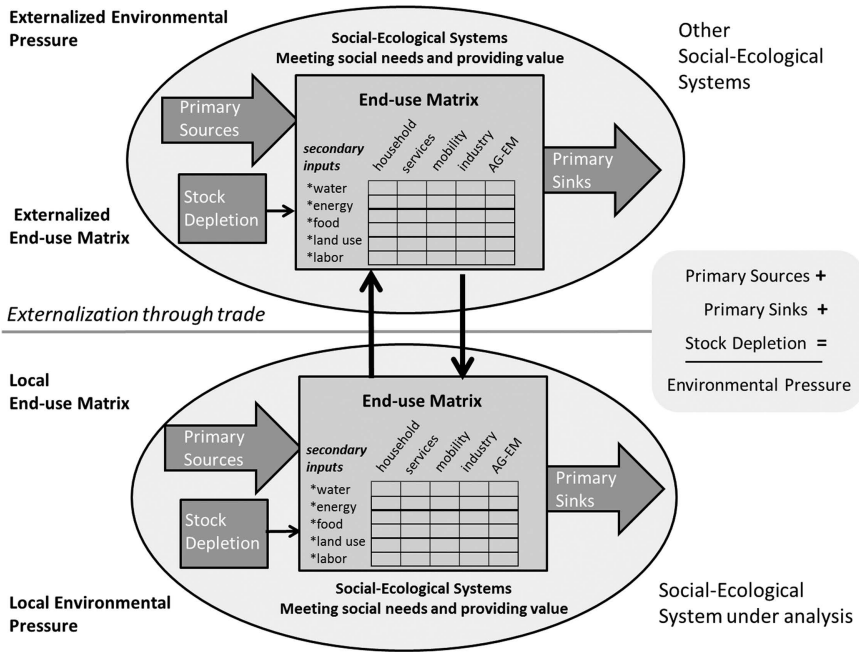 Externalized Environmental
Pressure
Social-Ecological Systems
Meeting social needs and providing value
Other
Social-Ecological
Systems
Primary
Sources
End-use Matrix
secondary
inputs
household
services
mobility
industry
AG-EM
*water
*energy
*food
*land use
*labor
Stock
Depletion
Primary
Sinks
Externalized
End-use Matrix
Externalization through trade
Primary Sources +
Primary Sinks +
Stock Depletion =
Environmental Pressure
Local
End-use Matrix
Primary
Sources
End-use Matrix
secondary
inputs
household
services
mobility
industry
AG-EM
*water
*energy
*food
*land use
*labor
Stock
Depletion
Primary
Sinks
Social-Ecological Systems
Meeting social needs and providing value
Local Environmental
Pressure
Social-Ecological
System under analysis